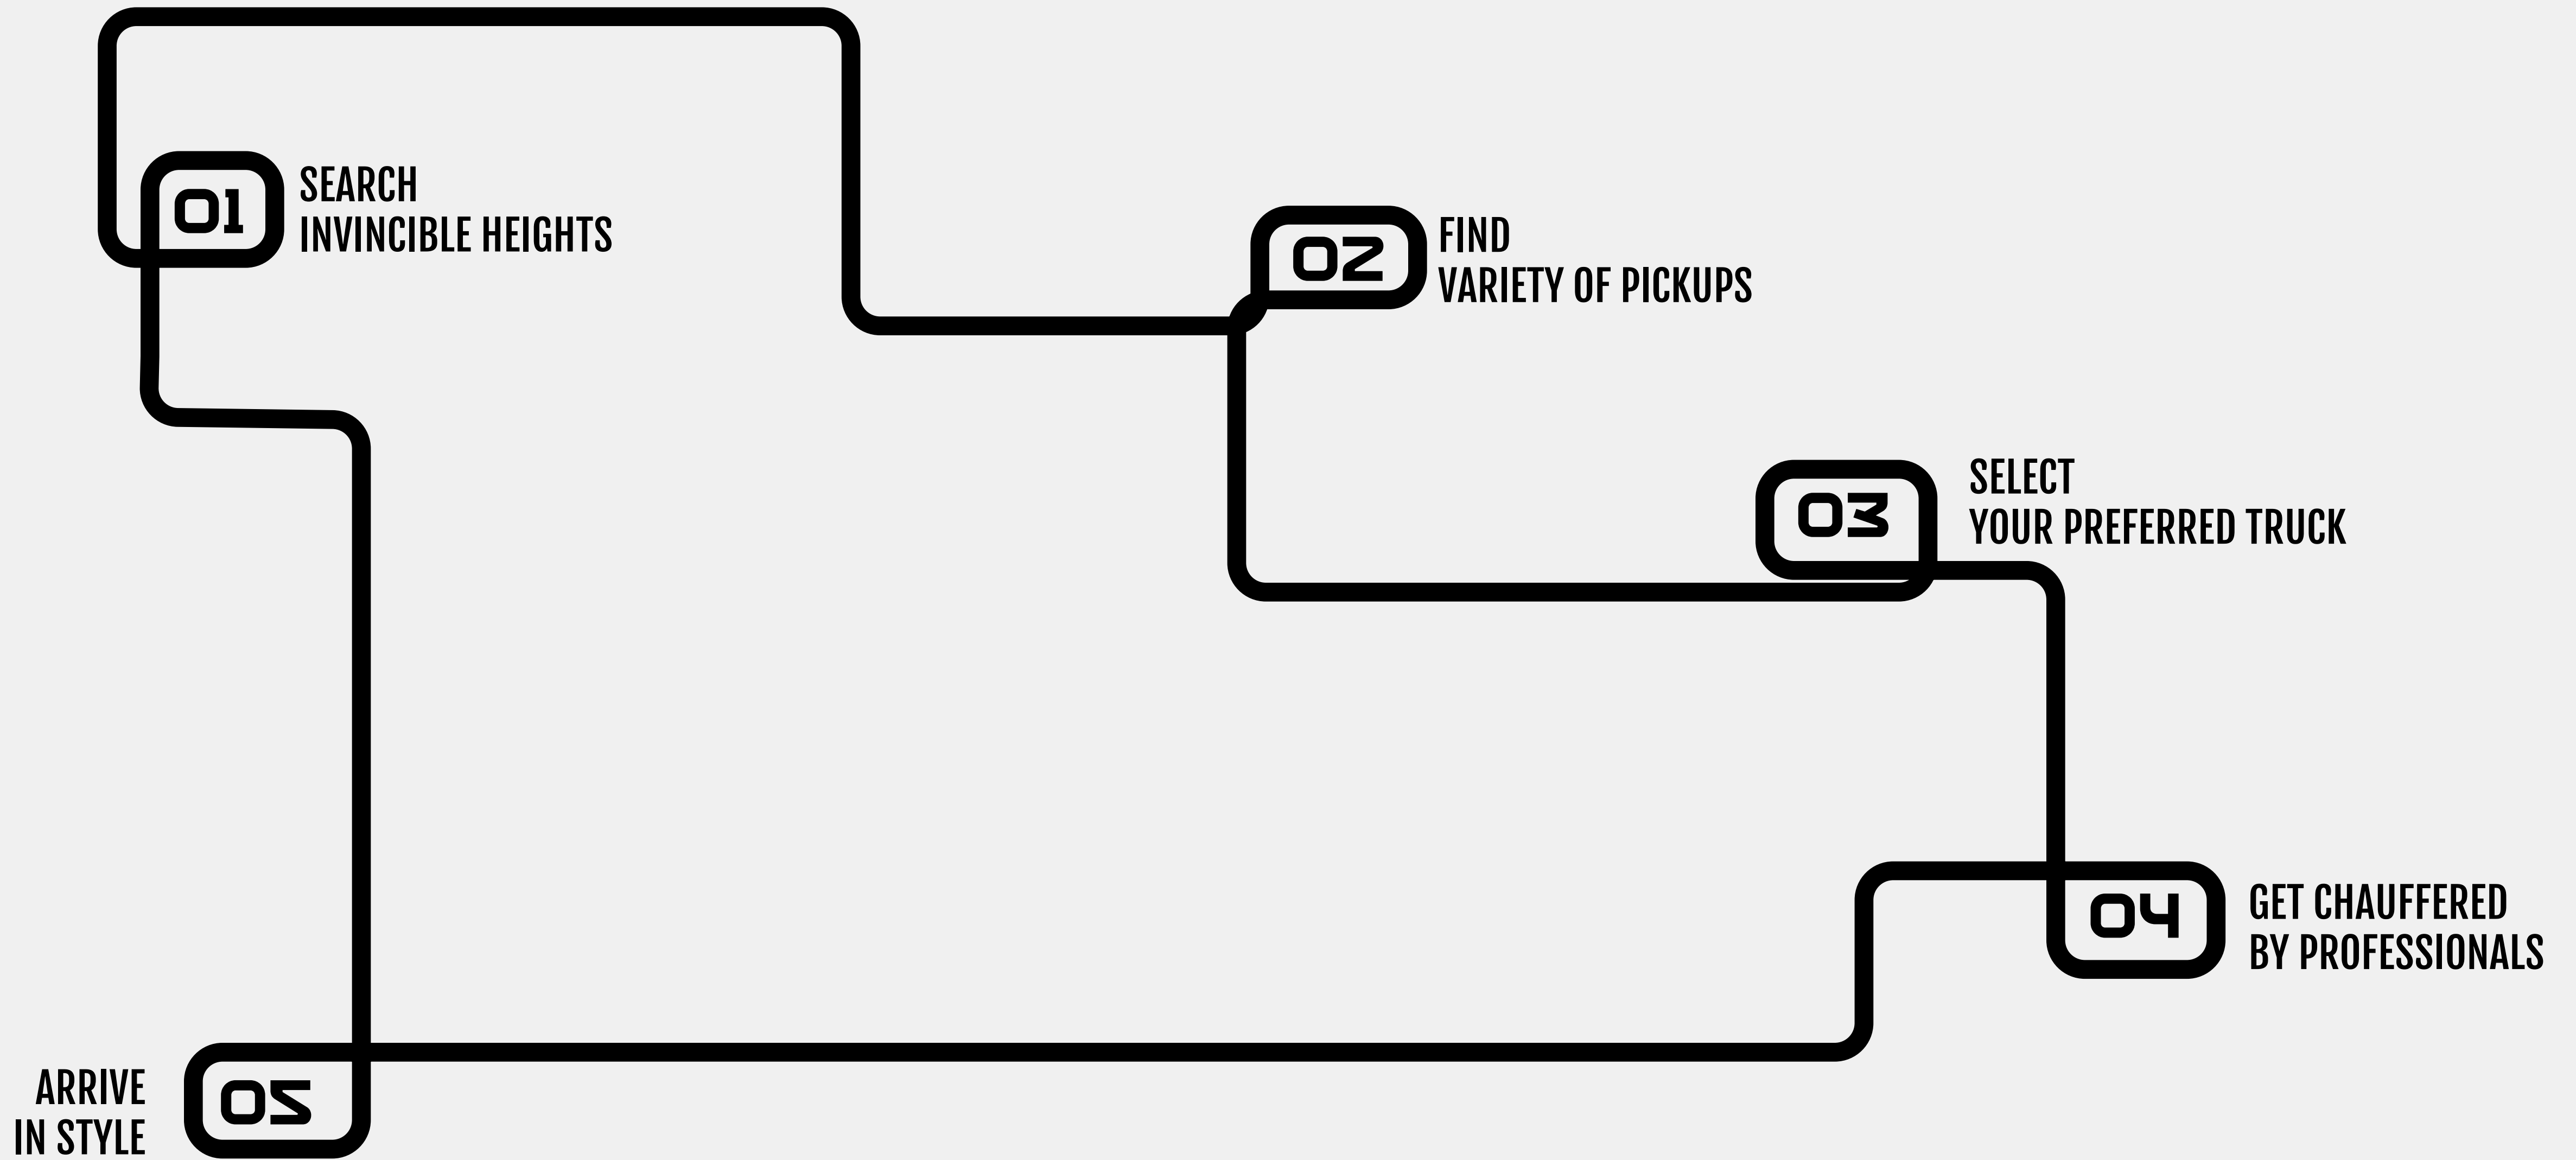 01
SEARCH
INVINCIBLE HEIGHTS
02
FIND
VARIETY OF PICKUPS
03
SELECT
YOUR PREFERRED TRUCK
04
GET CHAUFFERED
BY PROFESSIONALS
05
ARRIVE
IN STYLE